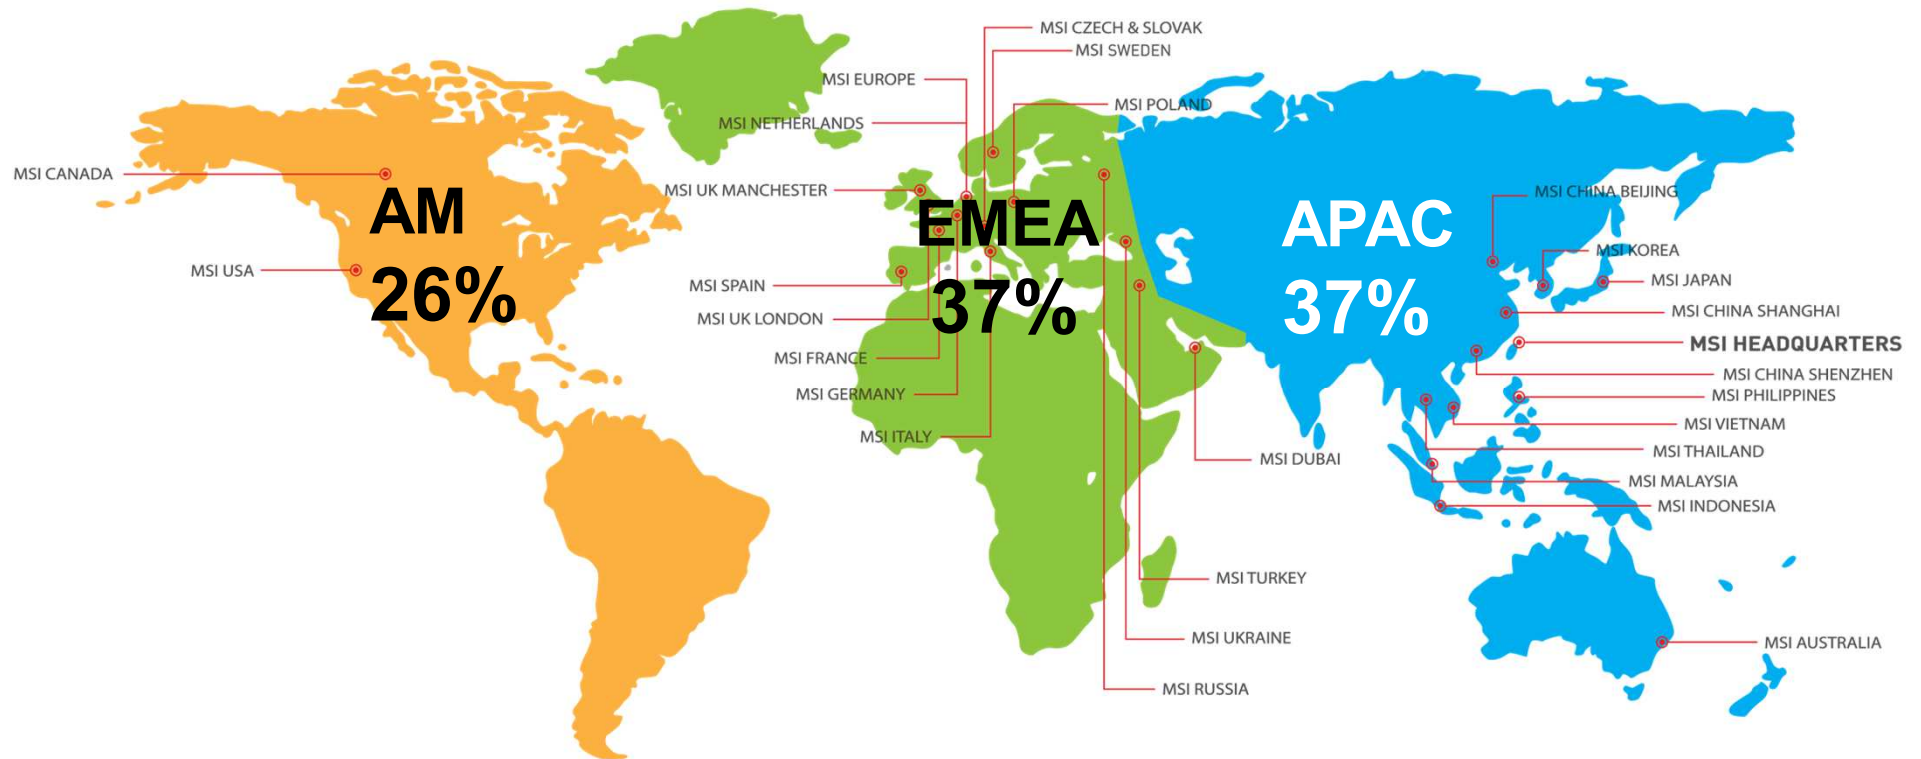 MSI CZECH & SLOVAK
MSI SWEDEN
MSI EUROPE
MSI POLAND
MSI NETHERLANDS
MSI CANADA
MSI UK MANCHESTER
MSI CHINA BEIJING
AM
26%
EMEA
37%
APAC
37%
MSI KOREA
MSI USA
MSI SPAIN
MSI JAPAN
MSI UK LONDON
MSI CHINA SHANGHAI
MSI HEADQUARTERS
MSI FRANCE
MSI CHINA SHENZHEN
MSI GERMANY
MSI PHILIPPINES
MSI VIETNAM
MSI ITALY
MSI THAILAND
MSI DUBAI
MSI MALAYSIA
MSI INDONESIA
MSI TURKEY
MSI UKRAINE
MSI AUSTRALIA
MSI RUSSIA